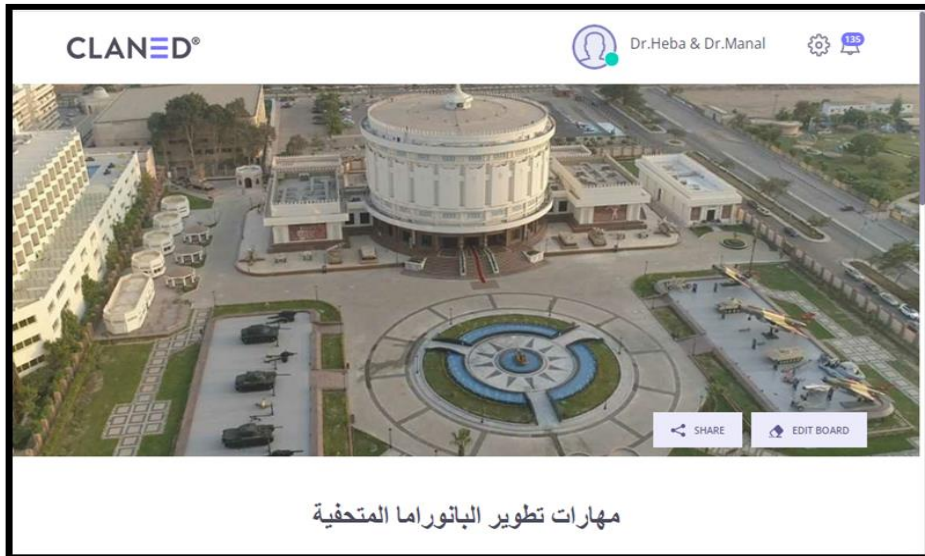 CLANED®
Dr.Heba & Dr.Manal
135
SHARE
EDIT BOARD
مهارات تطوير البانوراما المتحفية